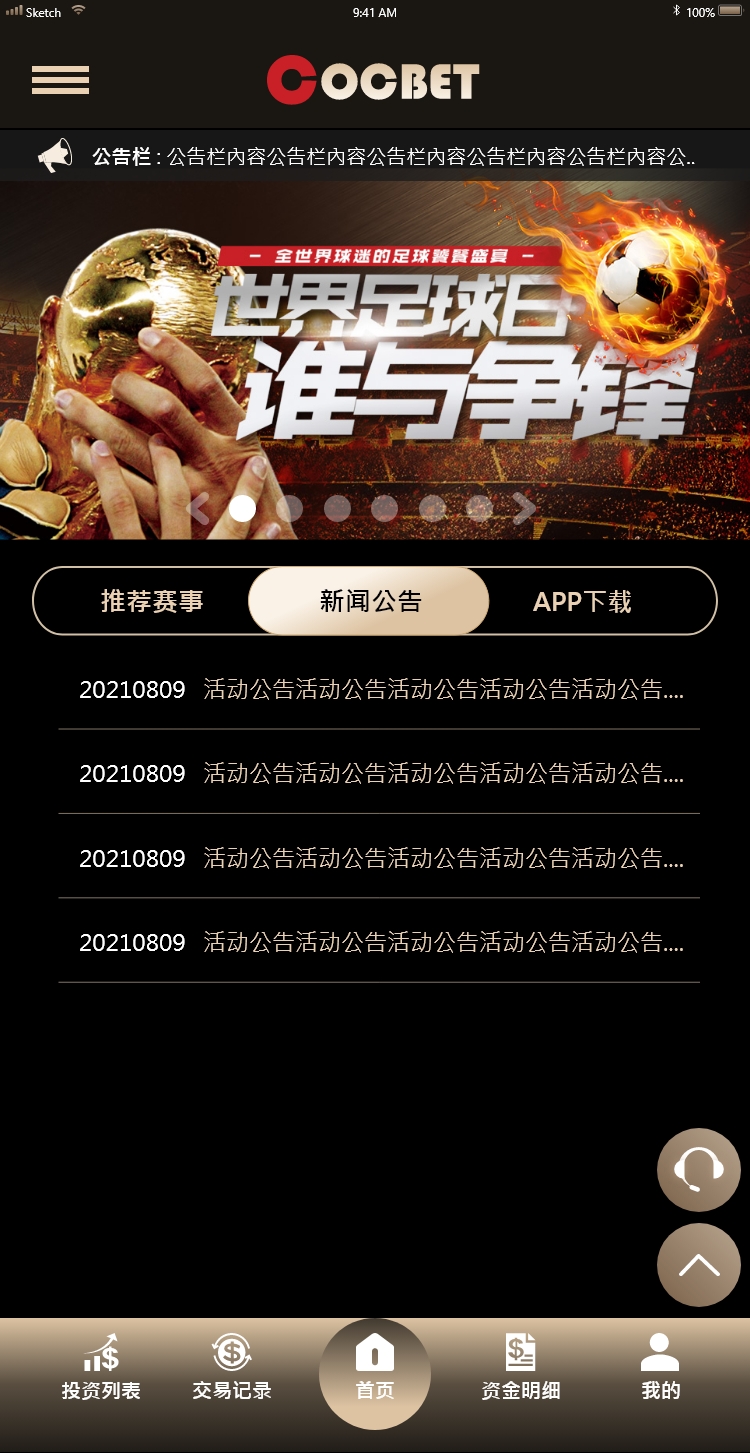 Sketch 9:41 AM 100%
COCBET
公告栏 : 公告栏內容公告栏內容公告栏內容公告栏內容公告栏內容公..
— 全世界球迷的足球饕餮盛宴 —
世界足球日
谁与争锋
推荐赛事 新闻公告 APP下载
20210809 活动公告活动公告活动公告活动公告活动公告....
20210809 活动公告活动公告活动公告活动公告活动公告....
20210809 活动公告活动公告活动公告活动公告活动公告....
20210809 活动公告活动公告活动公告活动公告活动公告....
投资列表 交易记录 首页 资金明细 我的